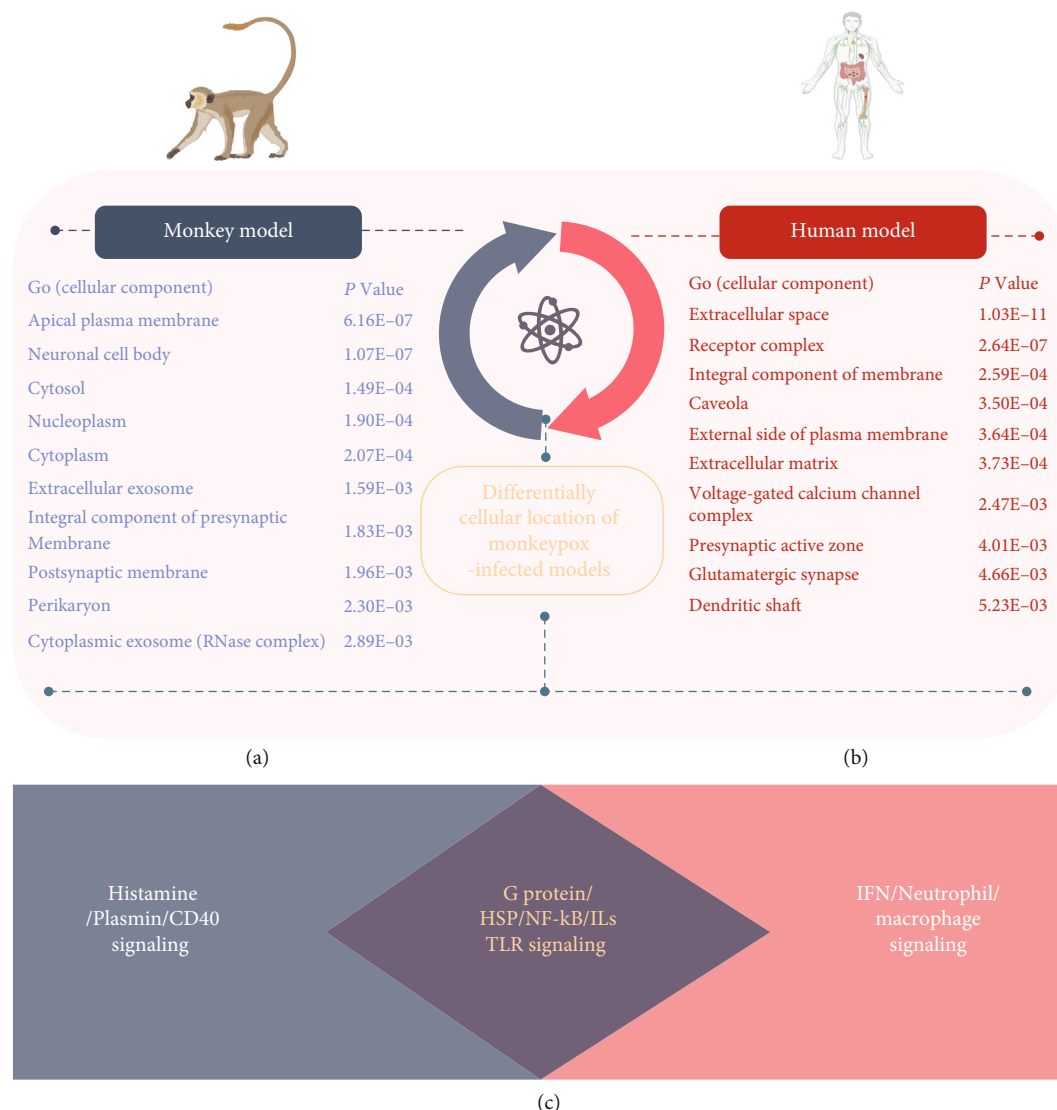 Monkey model
Go (cellular component) P Value
Apical plasma membrane 6.16E–07
Neuronal cell body 1.07E–07
Cytosol 1.49E–04
Nucleoplasm 1.90E–04
Cytoplasm 2.07E–04
Extracellular exosome 1.59E–03
Integral component of presynaptic
Membrane 1.83E–03
Postsynaptic membrane 1.96E–03
Perikaryon 2.30E–03
Cytoplasmic exosome (RNase complex) 2.89E–03
(a)
Differentially
cellular location of
monkeypox
-infected models
Human model
Go (cellular component) P Value
Extracellular space 1.03E–11
Receptor complex 2.64E–07
Integral component of membrane 2.59E–04
Caveola 3.50E–04
External side of plasma membrane 3.64E–04
Extracellular matrix 3.73E–04
Voltage-gated calcium channel
complex 2.47E–03
Presynaptic active zone 4.01E–03
Glutamatergic synapse 4.66E–03
Dendritic shaft 5.23E–03
(b)
Histamine
/Plasmin/CD40
signaling
G protein/
HSP/NF-kB/ILs
TLR signaling
IFN/Neutrophil/
macrophage
signaling
(c)